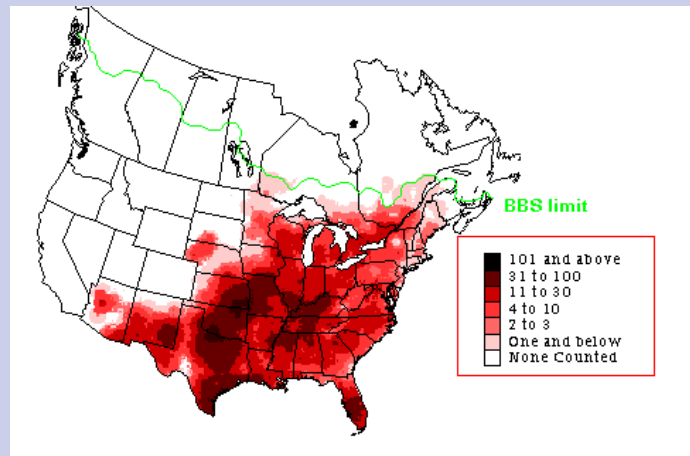 BBS limit
101 and above
31 to 100
11 to 30
4 to 10
2 to 3
One and below
None Counted